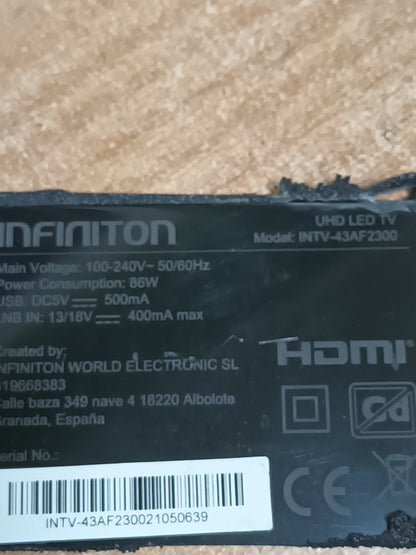 INFINITON
UHD LED TV
Model: INTV-43AF2300
Main Voltage: 100-240V~ 50/60Hz
Power Consumption: 86W
USB: DC5V 500mA
LNB IN: 13/18V 400mA max
Created by:
INFINITON WORLD ELECTRONIC SL
B19668383
Calle baza 349 nave 4 18220 Albolote
Granada, España
HDMI
Cd
CE
Serial No.:
INTV-43AF230021050639